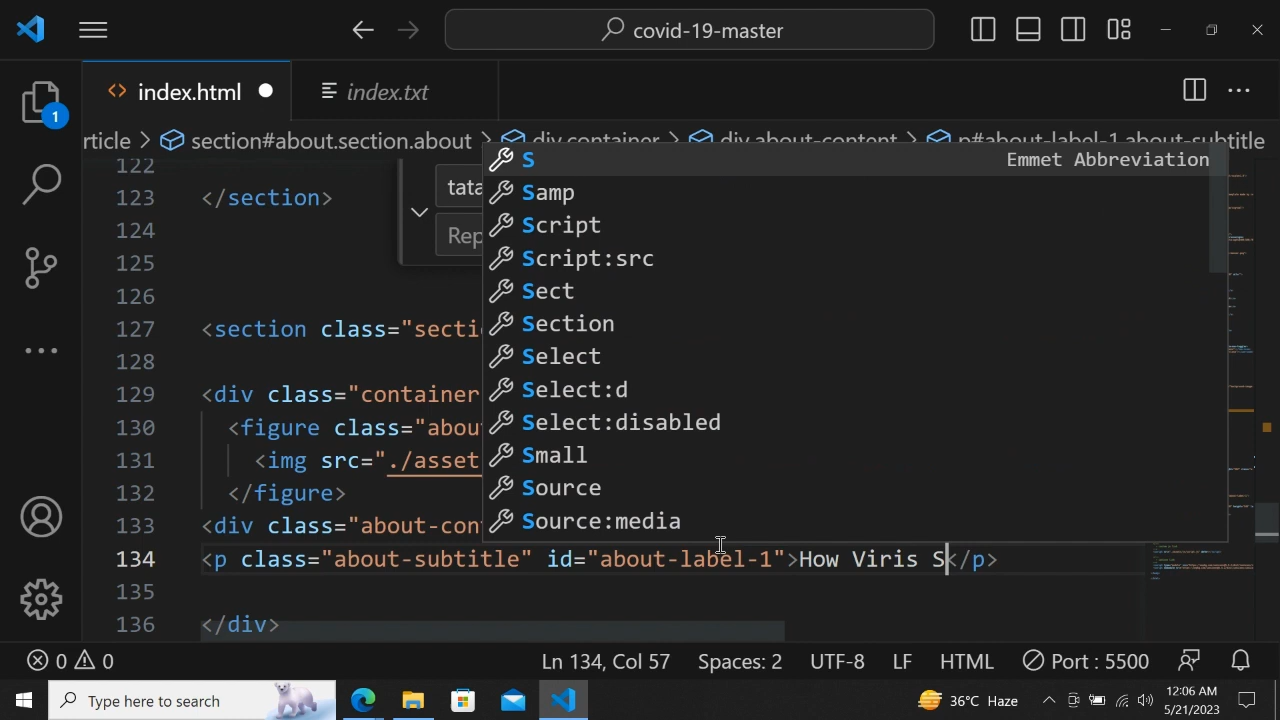 covid-19-master
index.html
index.txt
rticle > section#about.section.about > div.container > div.about-content > p#about-label-1.about-subtitle
1
122
123 </section>
tata
124
125
Rep
126
127 <section class="secti
128
129 <div class="container
130 <figure class="abou
131 <img src="./asset
132 </figure>
133 <div class="about-con
134 <p class="about-subtitle" id="about-label-1">How Viris S</p>
135
136 </div>
S Emmet Abbreviation
Samp
Script
Script:src
Sect
Section
Select
Select:d
Select:disabled
Small
Source
Source:media
0 0 Ln 134, Col 57 Spaces: 2 UTF-8 LF HTML Port : 5500
Type here to search
36°C Haze
12:06 AM
5/21/2023